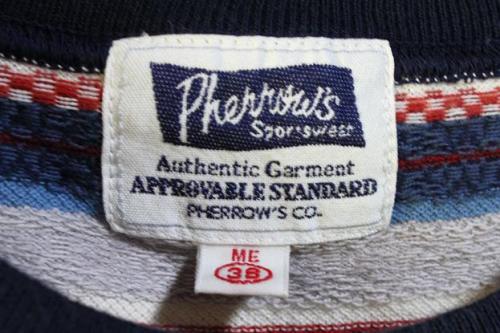 Pherrow's
Sportswear
Authentic Garment
APPROVABLE STANDARD
PHERROW'S CO.
ME
38